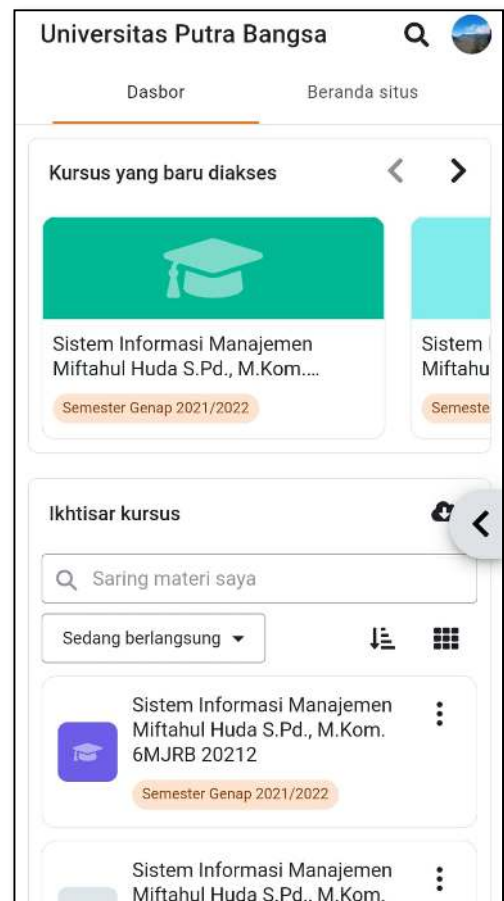 Universitas Putra Bangsa
Dasbor
Beranda situs
Kursus yang baru diakses
Sistem Informasi Manajemen
Miftahul Huda S.Pd., M.Kom....
Semester Genap 2021/2022
Sistem
Miftahu
Semeste
Ikhtisar kursus
Saring materi saya
Sedang berlangsung
Sistem Informasi Manajemen
Miftahul Huda S.Pd., M.Kom.
6MJRB 20212
Semester Genap 2021/2022
Sistem Informasi Manajemen
Miftahul Huda S.Pd., M.Kom.